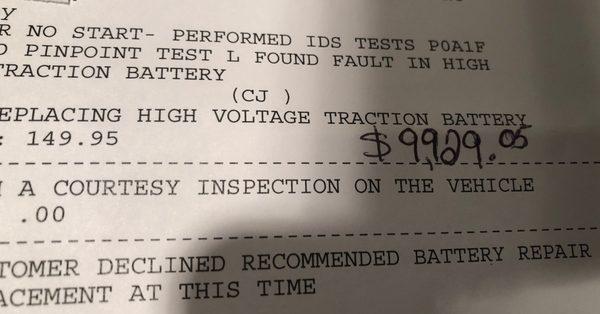 Y
R NO START- PERFORMED IDS TESTS P0A1F
D PINPOINT TEST L FOUND FAULT IN HIGH
TRACTION BATTERY
(CJ )
EPLACING HIGH VOLTAGE TRACTION BATTERY
: 149.95 $9,929.05
A COURTESY INSPECTION ON THE VEHICLE
.00
TOMER DECLINED RECOMMENDED BATTERY REPAIR
ACEMENT AT THIS TIME